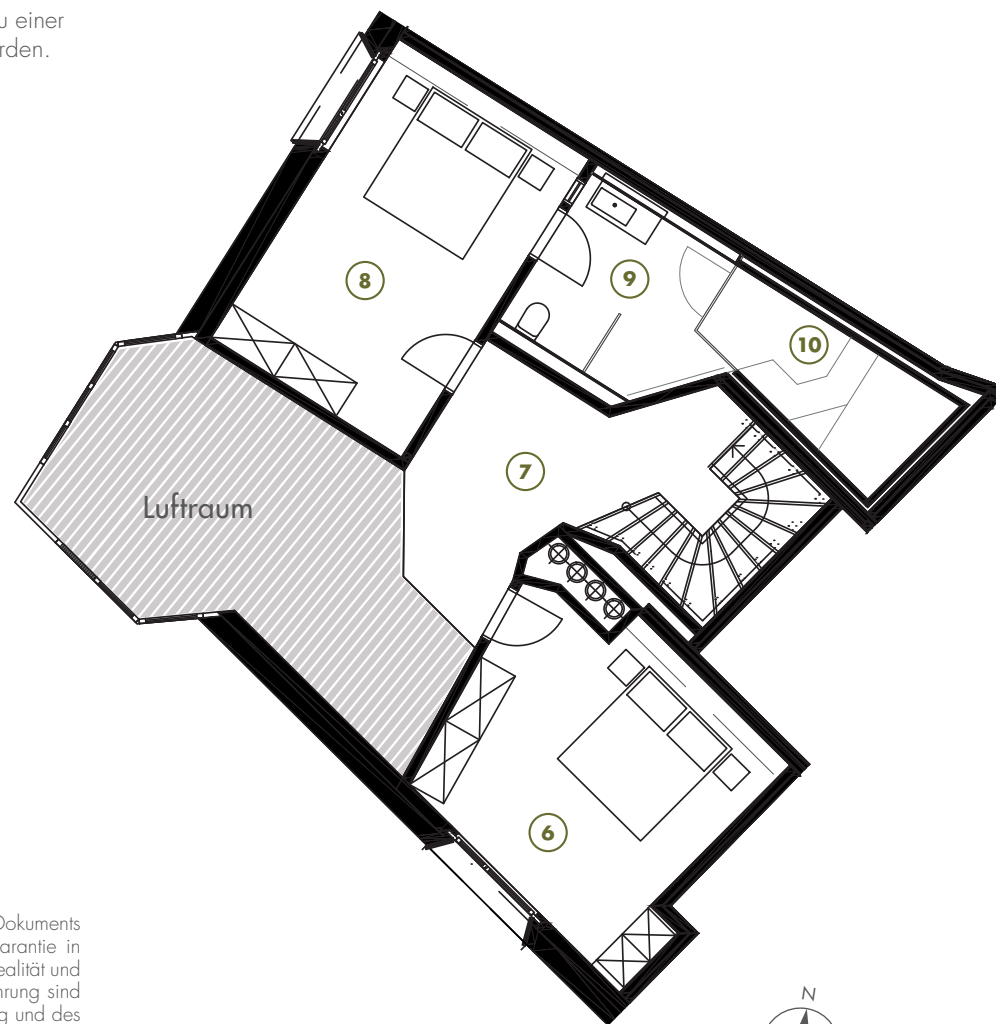 u einer
rden.
8
9
10
7
Luftraum
6
Dokuments
arantie in
ealität und
hrung sind
g und des
N